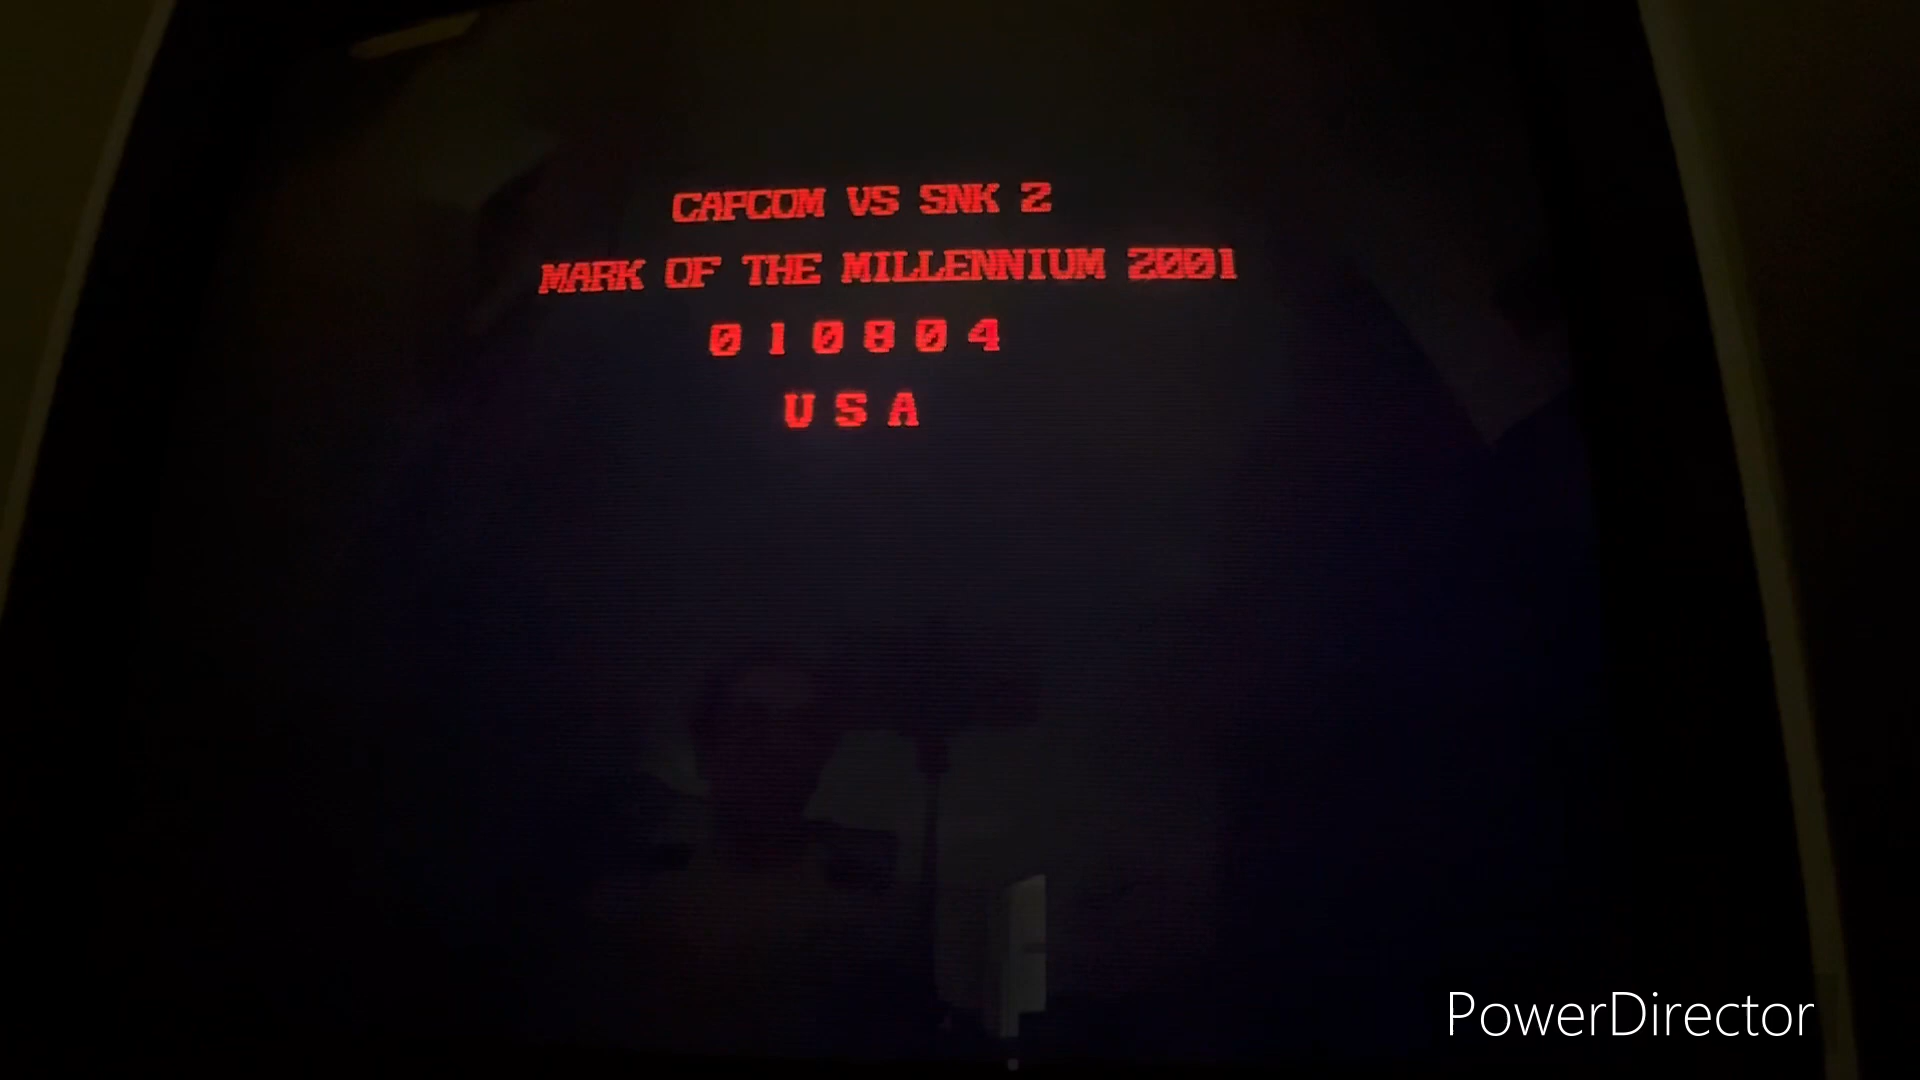 CAPCOM VS SNK 2
MARK OF THE MILLENNIUM 2001
010804
USA
PowerDirector